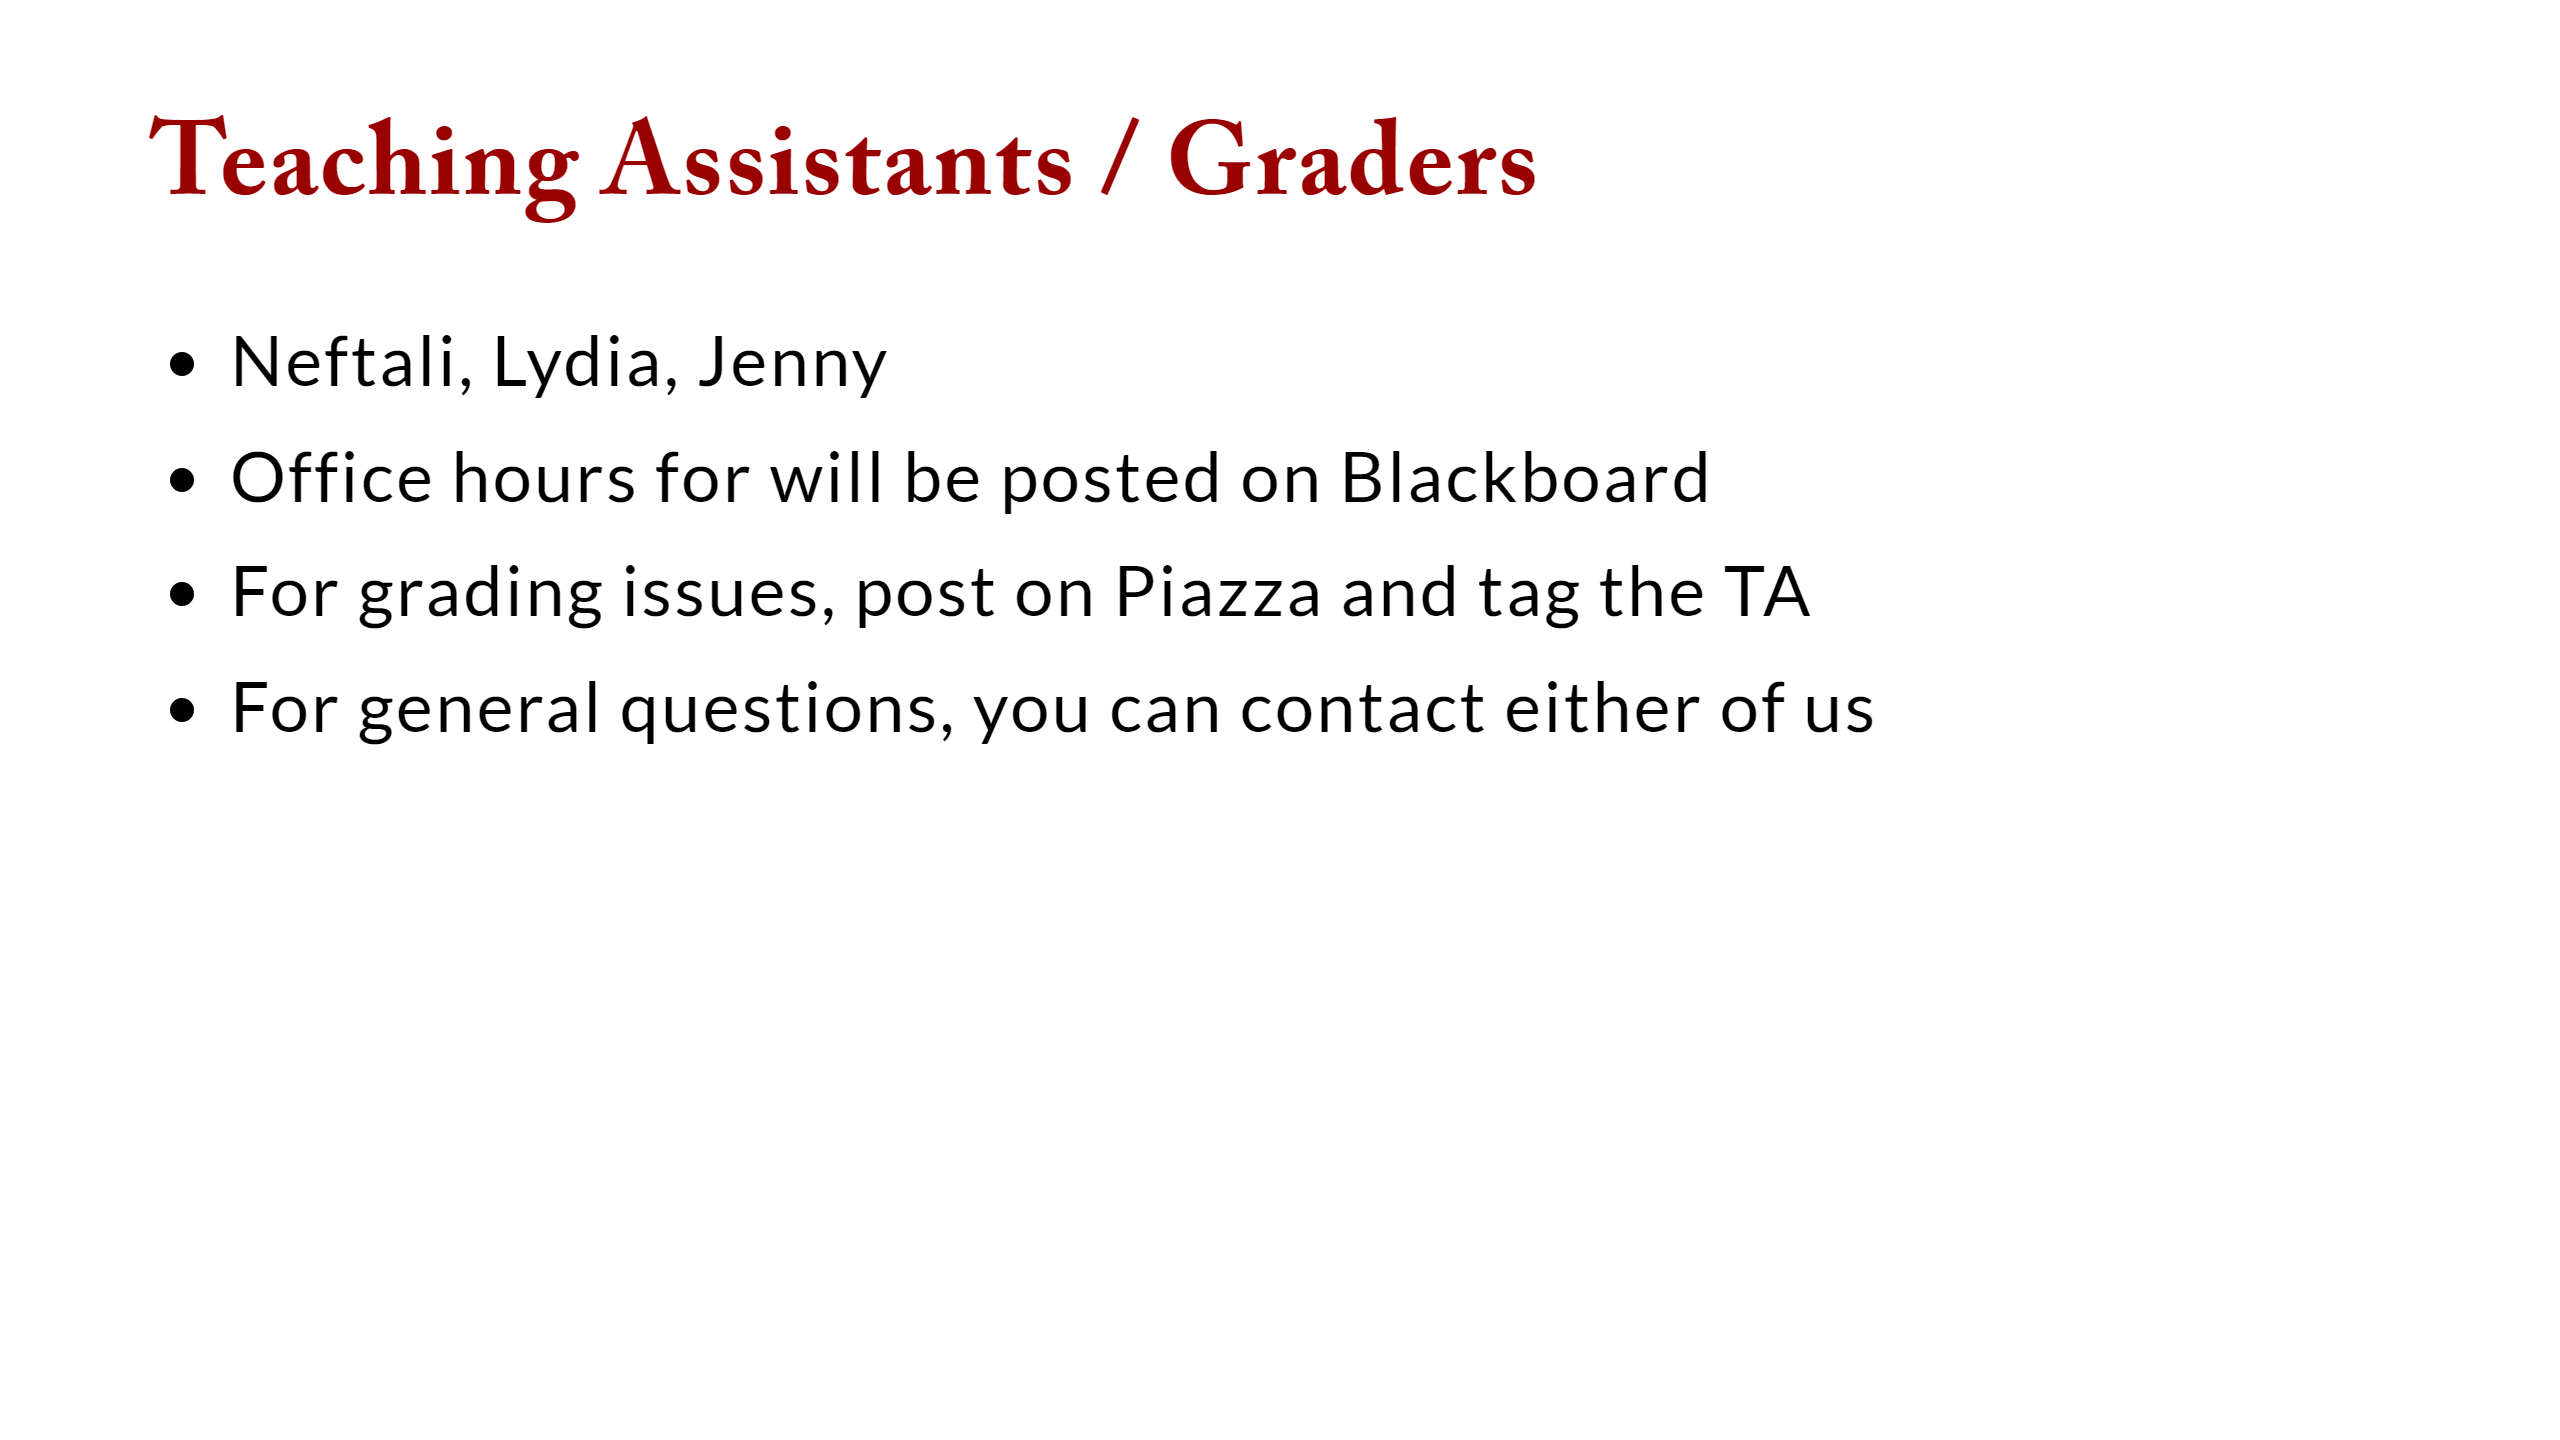 Teaching Assistants / Graders
• Neftali, Lydia, Jenny
• Office hours for will be posted on Blackboard
• For grading issues, post on Piazza and tag the TA
• For general questions, you can contact either of us